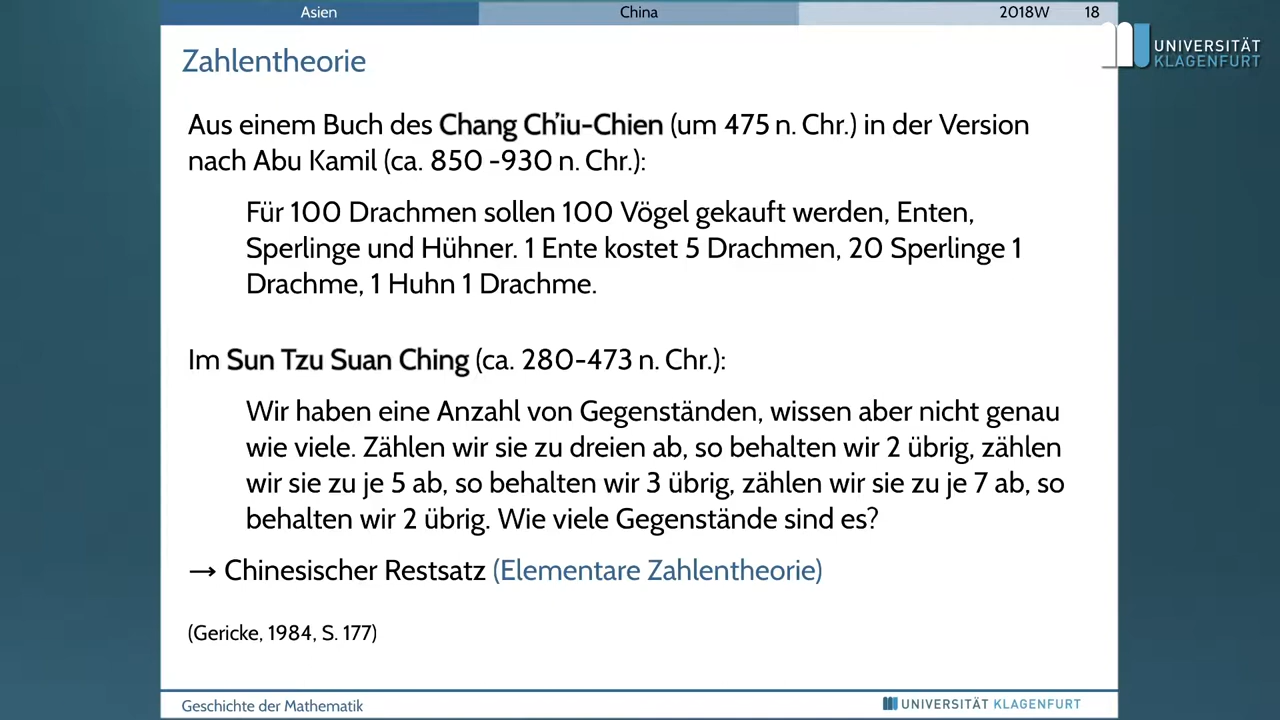 Asien China 2018W 18
UNIVERSITÄT
KLAGENFURT
Zahlentheorie
Aus einem Buch des Chang Ch'iu-Chien (um 475 n. Chr.) in der Version
nach Abu Kamil (ca. 850 -930 n. Chr.):
Für 100 Drachmen sollen 100 Vögel gekauft werden, Enten,
Sperlinge und Hühner. 1 Ente kostet 5 Drachmen, 20 Sperlinge 1
Drachme, 1 Huhn 1 Drachme.
Im Sun Tzu Suan Ching (ca. 280-473 n. Chr.):
Wir haben eine Anzahl von Gegenständen, wissen aber nicht genau
wie viele. Zählen wir sie zu dreien ab, so behalten wir 2 übrig, zählen
wir sie zu je 5 ab, so behalten wir 3 übrig, zählen wir sie zu je 7 ab, so
behalten wir 2 übrig. Wie viele Gegenstände sind es?
→ Chinesischer Restsatz (Elementare Zahlentheorie)
(Gericke, 1984, S. 177)
Geschichte der Mathematik UNIVERSITÄT KLAGENFURT